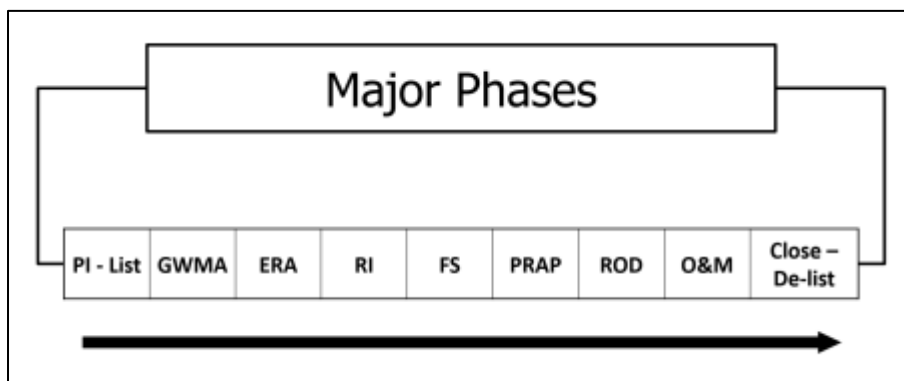 Major Phases
PI - List GWMA ERA RI FS PRAP ROD O&M Close –
De-list